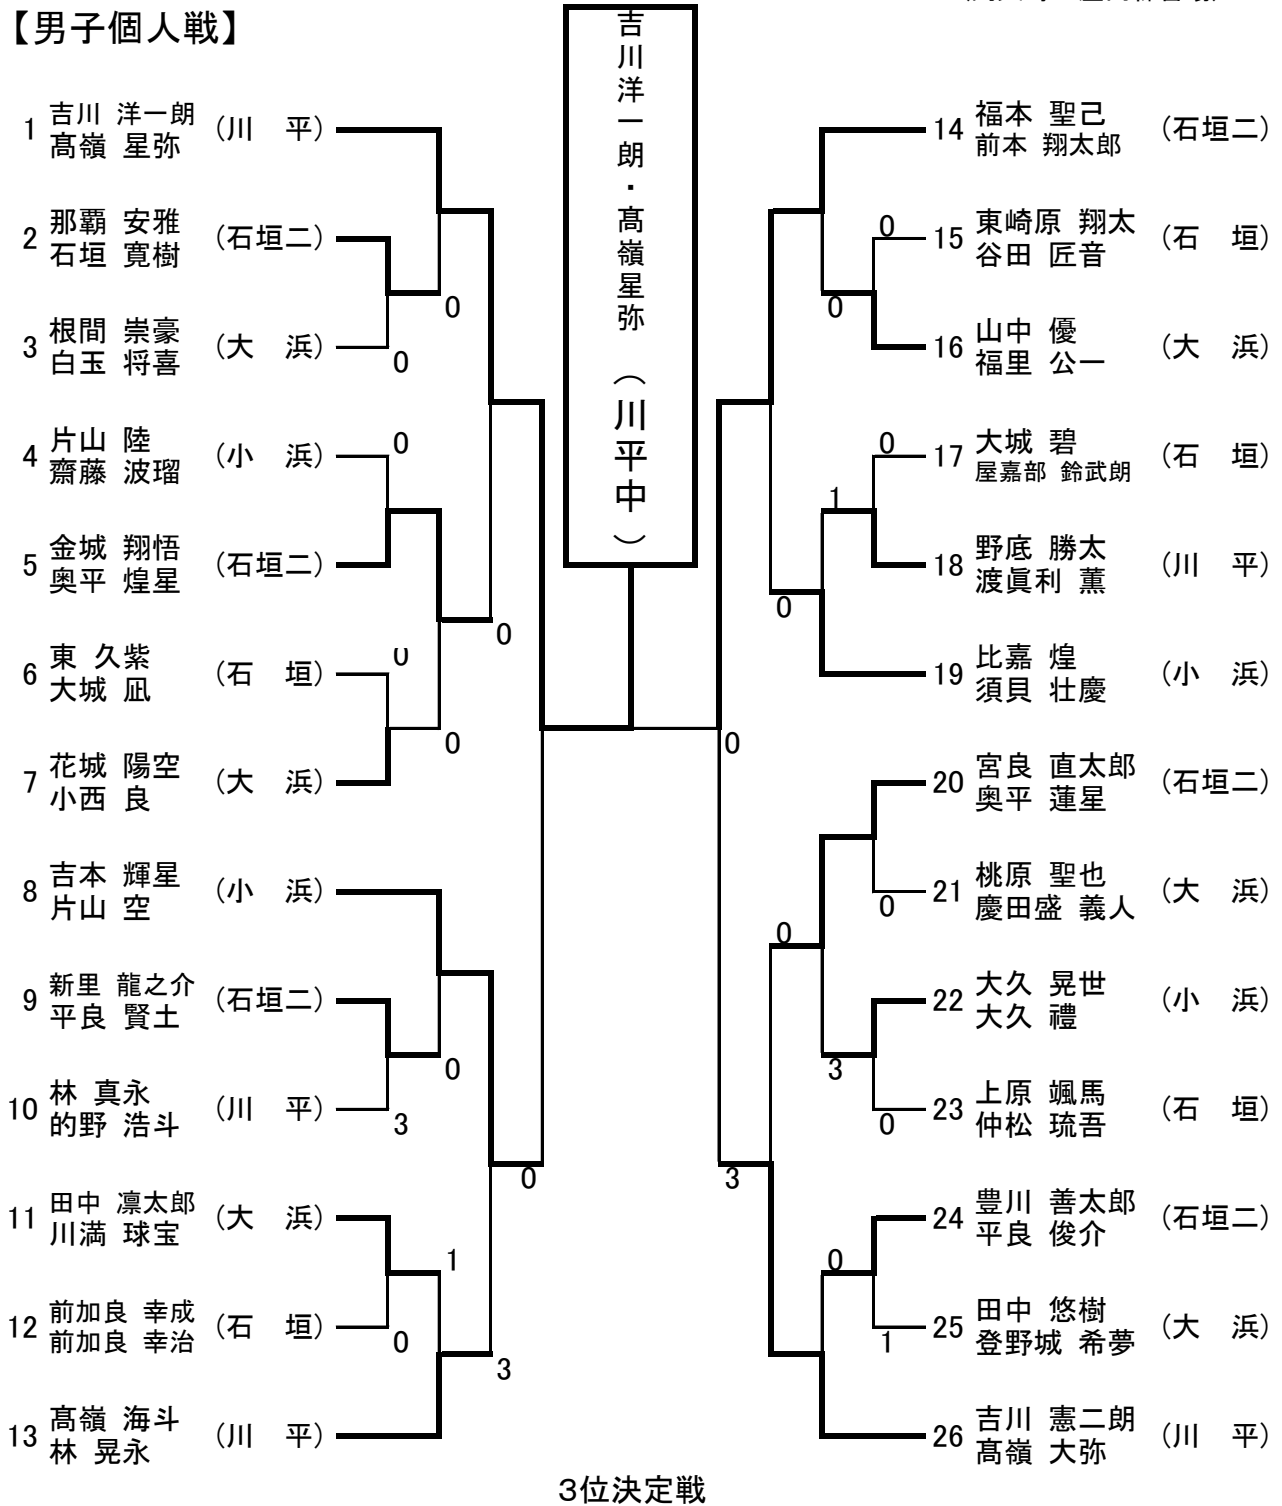 【男子個人戦】
吉川洋一朗・髙嶺星弥 （川平中）
1 吉川 洋一朗 （川 平）
髙嶺 星弥
2 那覇 安雅 （石垣二）
石垣 寛樹
0
3 根間 崇豪 （大 浜）
白玉 将喜
0
4 片山 陸 （小 浜）
齋藤 波瑠
0
5 金城 翔悟 （石垣二）
奥平 煌星
0
6 東 久紫 （石 垣）
大城 凪
0
0
7 花城 陽空 （大 浜）
小西 良
8 吉本 輝星 （小 浜）
片山 空
9 新里 龍之介 （石垣二）
平良 賢土
0
10 林 真永 （川 平）
的野 浩斗
3
0
11 田中 凛太郎 （大 浜）
川満 球宝
1
12 前加良 幸成 （石 垣）
前加良 幸治
0
3
13 髙嶺 海斗 （川 平）
林 晃永
14 福本 聖己 （石垣二）
前本 翔太郎
0
15 東崎原 翔太 （石 垣）
谷田 匠音
0
16 山中 優 （大 浜）
福里 公一
0
17 大城 碧 （石 垣）
屋嘉部 鈴武朗
1
18 野底 勝太 （川 平）
渡眞利 薫
0
19 比嘉 煌 （小 浜）
須貝 壮慶
0
20 宮良 直太郎 （石垣二）
奥平 蓮星
21 桃原 聖也 （大 浜）
慶田盛 義人
0
0
22 大久 晃世 （小 浜）
大久 禮
3
23 上原 颯馬 （石 垣）
仲松 琉吾
0
3
24 豊川 善太郎 （石垣二）
平良 俊介
0
25 田中 悠樹 （大 浜）
登野城 希夢
1
26 吉川 憲二朗 （川 平）
髙嶺 大弥
3位決定戦